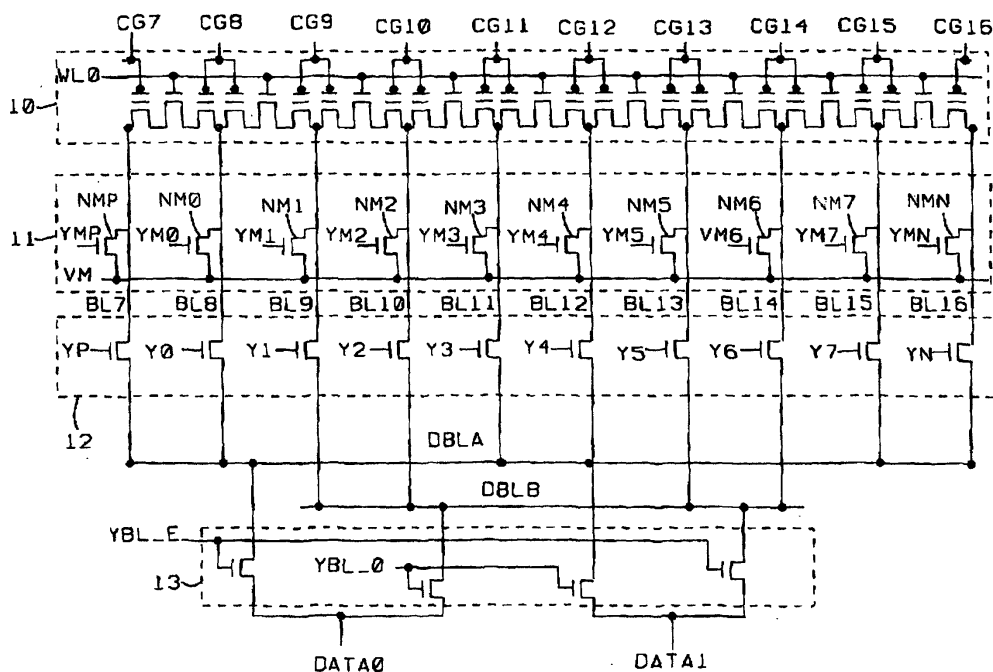 CG7 CG8 CG9 CG10 CG11 CG12 CG13 CG14 CG15 CG16
WL0
10
NMP NM0 NM1 NM2 NM3 NM4 NM5 NM6 NM7 NMN
YMP YM0 YM1 YM2 YM3 YM4 YM5 VM6 YM7 YMN
11
VM
BL7 BL8 BL9 BL10 BL11 BL12 BL13 BL14 BL15 BL16
YP Y0 Y1 Y2 Y3 Y4 Y5 Y6 Y7 YN
12
DBLA
DBLB
YBL_E
YBL_0
13
DATA0 DATA1